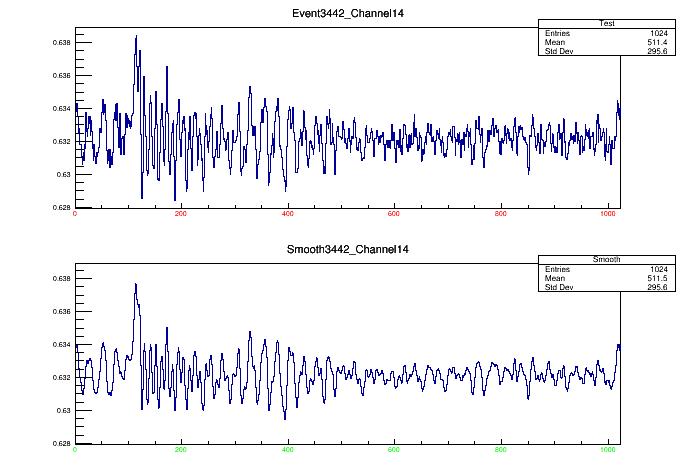 Event3442_Channel14
Test
Entries 1024
Mean 511.4
Std Dev 295.6
0.638
0.636
0.634
0.632
0.63
0.628
0 200 400 600 800 1000
Smooth3442_Channel14
Smooth
Entries 1024
Mean 511.5
Std Dev 295.6
0.638
0.636
0.634
0.632
0.63
0.628
0 200 400 600 800 1000